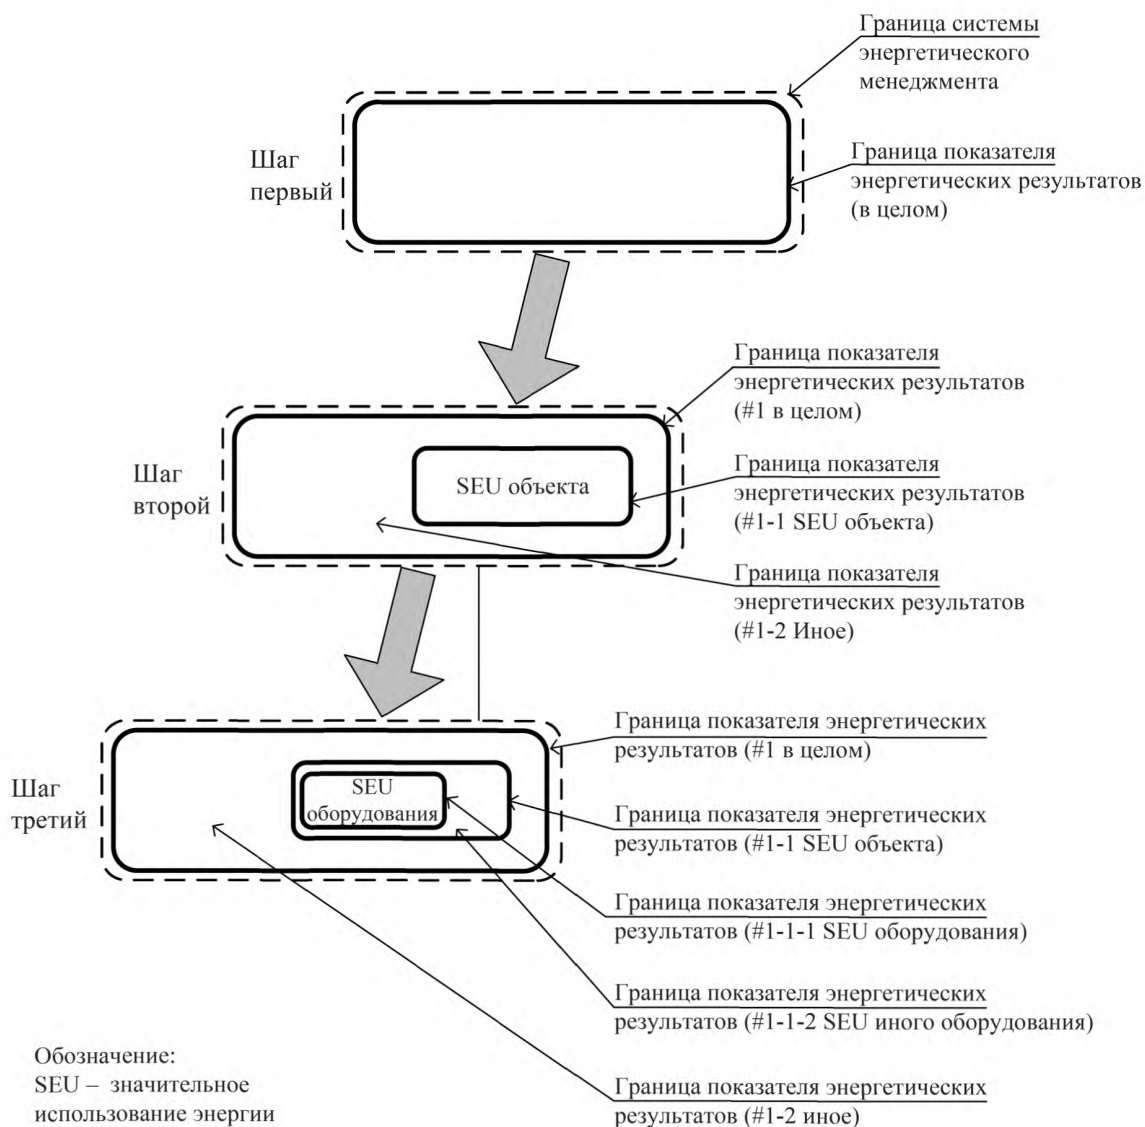 Граница системы
энергетического
менеджмента
Шаг
первый
Граница показателя
энергетических результатов
(в целом)
Граница показателя
энергетических результатов
(#1 в целом)
Шаг
второй
SEU объекта
Граница показателя
энергетических результатов
(#1-1 SEU объекта)
Граница показателя
энергетических результатов
(#1-2 Иное)
Граница показателя энергетических
результатов (#1 в целом)
Шаг
третий
SEU
оборудования
Граница показателя энергетических
результатов (#1-1 SEU объекта)
Граница показателя энергетических
результатов (#1-1-1 SEU оборудования)
Граница показателя энергетических
результатов (#1-1-2 SEU иного оборудования)
Обозначение:
SEU – значительное
использование энергии
Граница показателя энергетических
результатов (#1-2 иное)